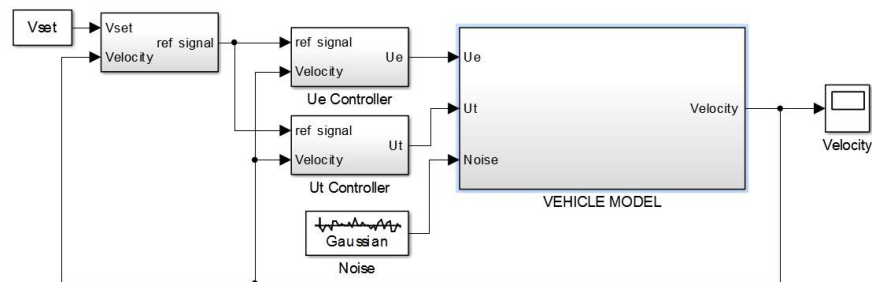 Vset
Vset
Velocity
ref signal
ref signal
Velocity
Ue
Ue Controller
ref signal
Velocity
Ut
Ut Controller
Gaussian
Noise
Ue
Ut
Noise
Velocity
VEHICLE MODEL
Velocity